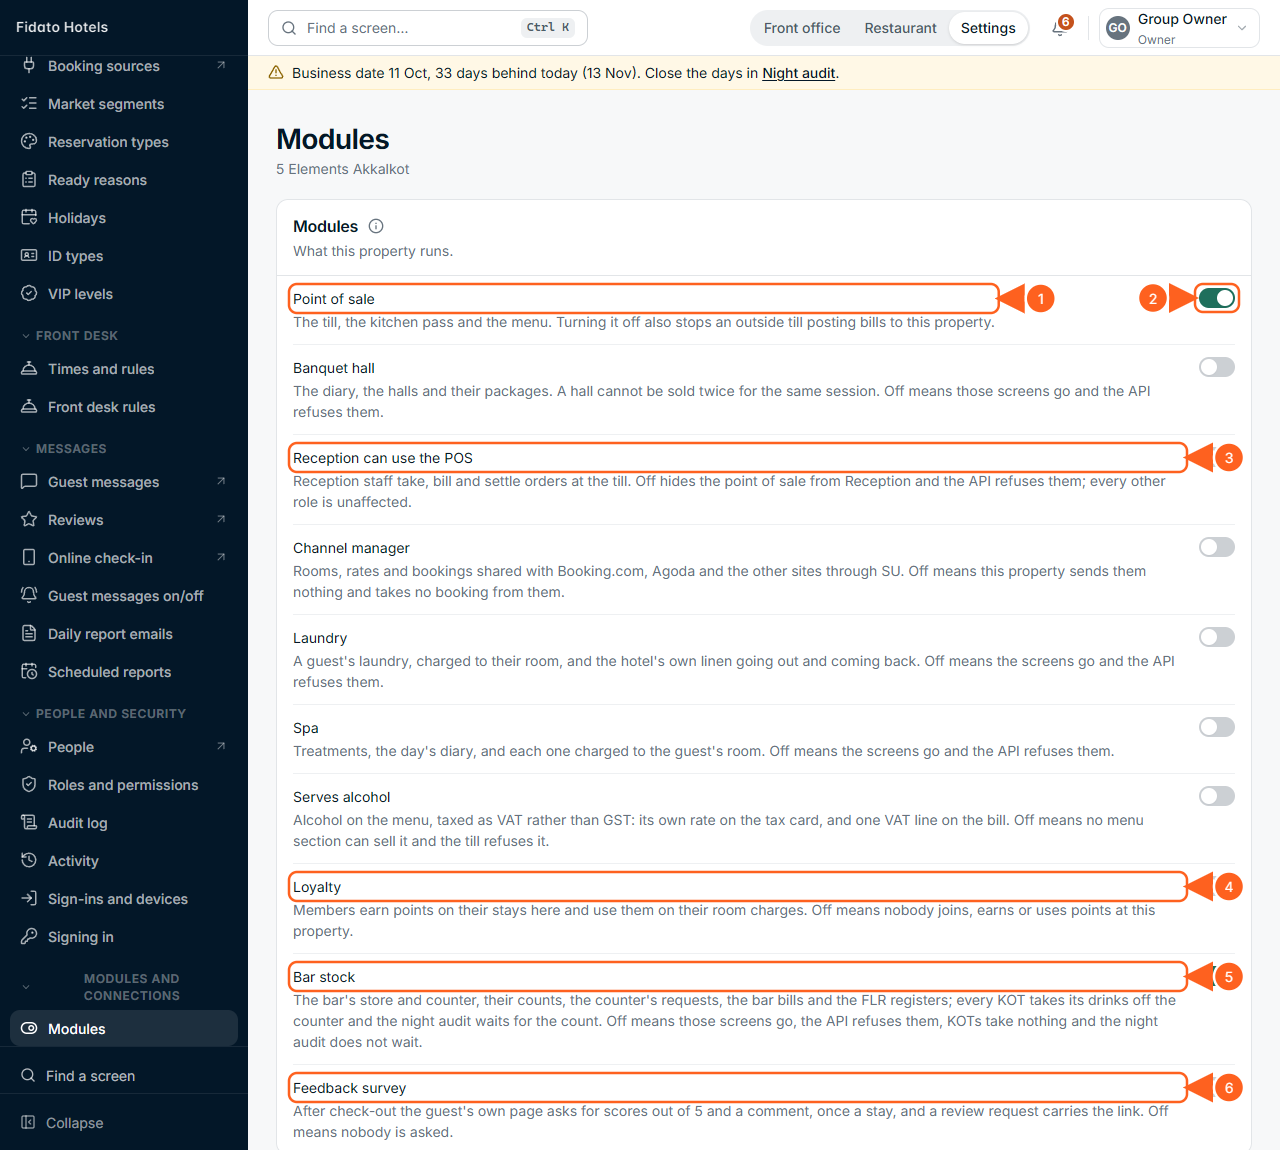 Fidato Hotels
Find a screen...
Ctrl K
Front office
Restaurant
Settings
6
GO
Group Owner
Owner
Business date 11 Oct, 33 days behind today (13 Nov). Close the days in Night audit.
Booking sources
Market segments
Reservation types
Ready reasons
Holidays
ID types
VIP levels
FRONT DESK
Times and rules
Front desk rules
MESSAGES
Guest messages
Reviews
Online check-in
Guest messages on/off
Daily report emails
Scheduled reports
PEOPLE AND SECURITY
People
Roles and permissions
Audit log
Activity
Sign-ins and devices
Signing in
MODULES AND
CONNECTIONS
Modules
Find a screen
Collapse
Modules
5 Elements Akkalkot
Modules
What this property runs.
Point of sale
1
2
The till, the kitchen pass and the menu. Turning it off also stops an outside till posting bills to this property.
Banquet hall
The diary, the halls and their packages. A hall cannot be sold twice for the same session. Off means those screens go and the API
refuses them.
Reception can use the POS
3
Reception staff take, bill and settle orders at the till. Off hides the point of sale from Reception and the API refuses them; every other
role is unaffected.
Channel manager
Rooms, rates and bookings shared with Booking.com, Agoda and the other sites through SU. Off means this property sends them
nothing and takes no booking from them.
Laundry
A guest's laundry, charged to their room, and the hotel's own linen going out and coming back. Off means the screens go and the API
refuses them.
Spa
Treatments, the day's diary, and each one charged to the guest's room. Off means the screens go and the API refuses them.
Serves alcohol
Alcohol on the menu, taxed as VAT rather than GST: its own rate on the tax card, and one VAT line on the bill. Off means no menu
section can sell it and the till refuses it.
Loyalty
4
Members earn points on their stays here and use them on their room charges. Off means nobody joins, earns or uses points at this
property.
Bar stock
5
The bar's store and counter, their counts, the counter's requests, the bar bills and the FLR registers; every KOT takes its drinks off the
counter and the night audit waits for the count. Off means those screens go, the API refuses them, KOTs take nothing and the night
audit does not wait.
Feedback survey
6
After check-out the guest's own page asks for scores out of 5 and a comment, once a stay, and a review request carries the link. Off
means nobody is asked.